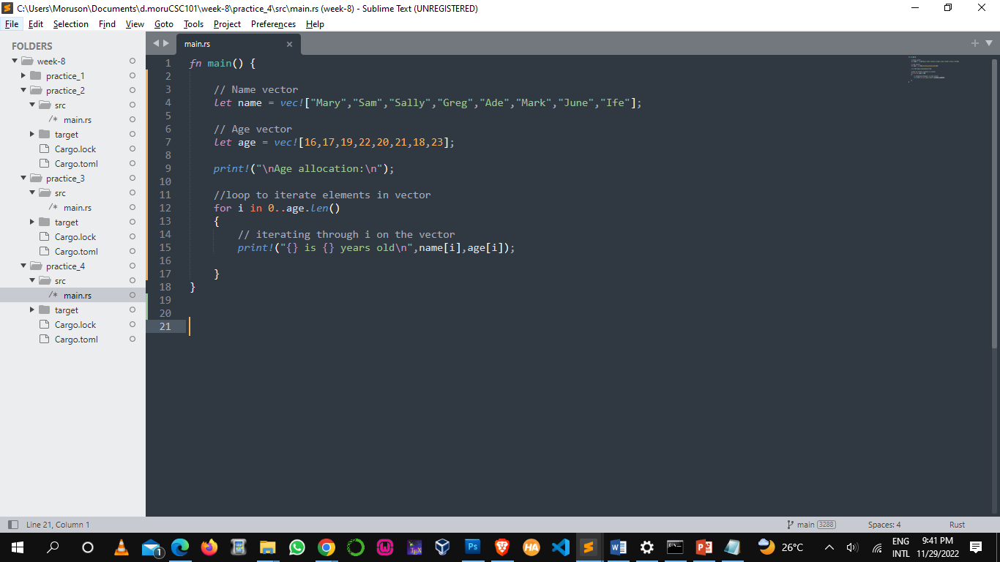 C:\Users\Moruson\Documents\d.moruCSC101\week-8\practice_4\src\main.rs (week-8) - Sublime Text (UNREGISTERED)
File Edit Selection Find View Goto Tools Project Preferences Help
FOLDERS
week-8
practice_1
practice_2
src
/* main.rs
target
Cargo.lock
Cargo.toml
practice_3
src
/* main.rs
target
Cargo.lock
Cargo.toml
practice_4
src
/* main.rs
target
Cargo.lock
Cargo.toml
main.rs
1 fn main() {
2
3 // Name vector
4 let name = vec!["Mary","Sam","Sally","Greg","Ade","Mark","June","Ife"];
5
6 // Age vector
7 let age = vec![16,17,19,22,20,21,18,23];
8
9 print!("\nAge allocation:\n");
10
11 //loop to iterate elements in vector
12 for i in 0..age.len()
13 {
14 // iterating through i on the vector
15 print!("{} is {} years old\n",name[i],age[i]);
16
17 }
18 }
19
20
21
Line 21, Column 1 main 3288 Spaces: 4 Rust
1 Ps HA 26°C ENG 9:41 PM
INTL 11/29/2022